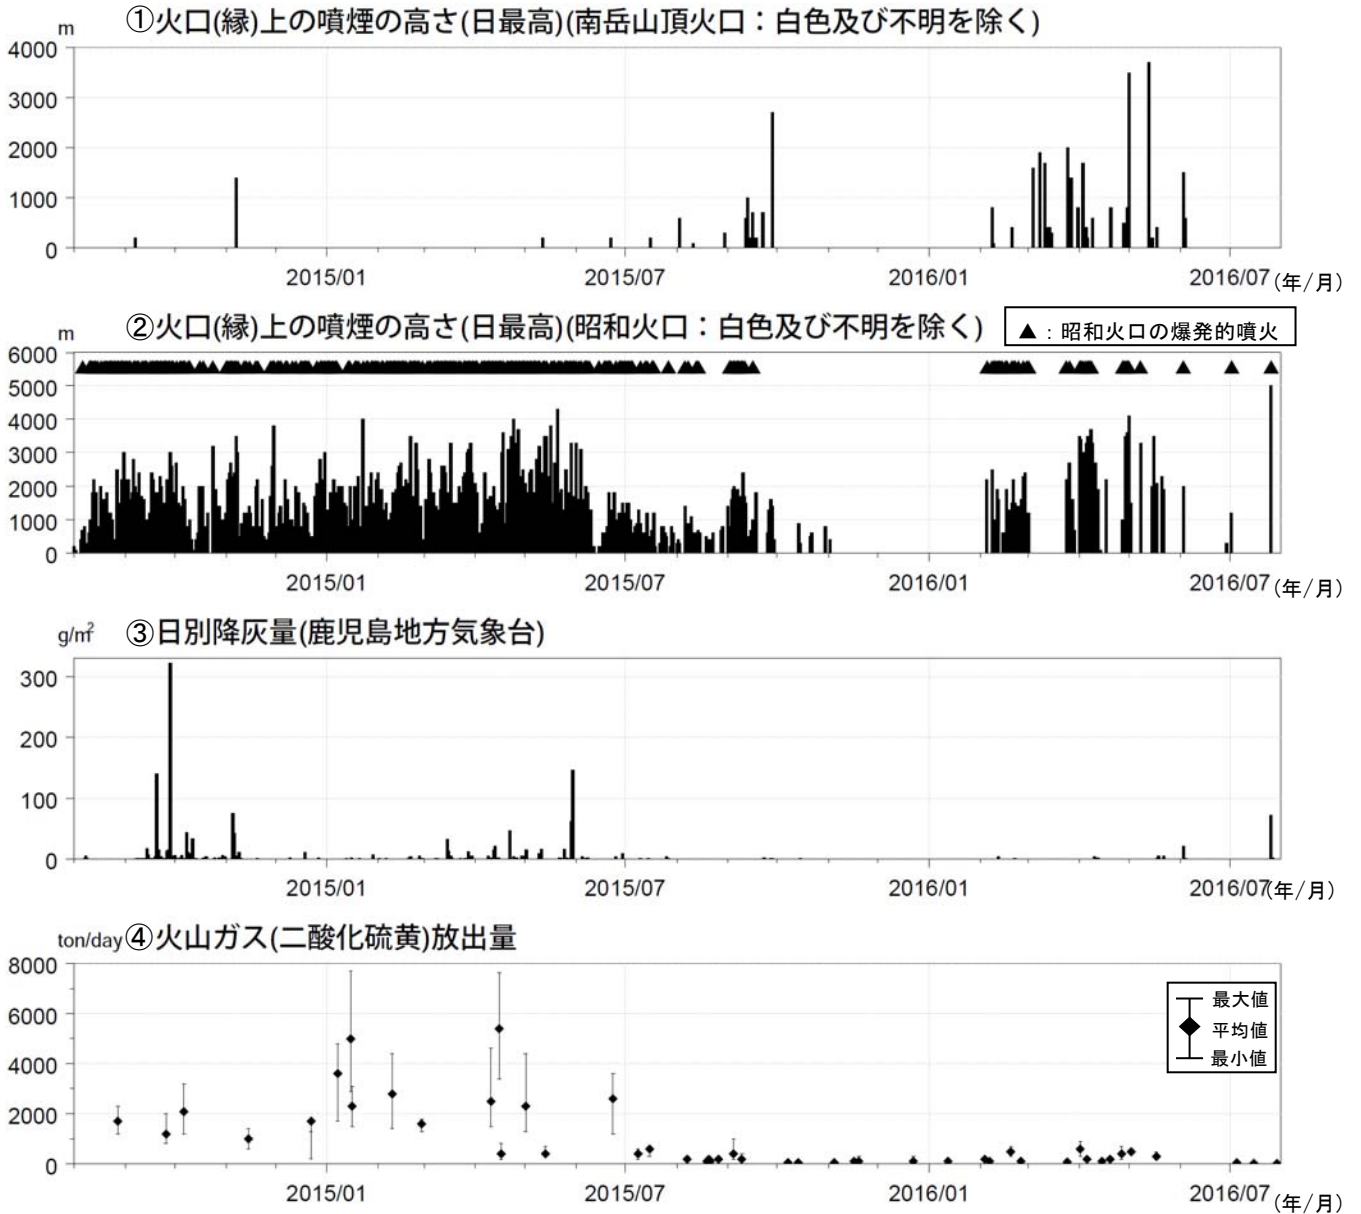 ①火口(縁)上の噴煙の高さ(日最高)(南岳山頂火口：白色及び不明を除く)
m
4000
3000
2000
1000
0
2015/01 2015/07 2016/01 2016/07 (年/月)
②火口(縁)上の噴煙の高さ(日最高)(昭和火口：白色及び不明を除く)
m
▲：昭和火口の爆発的噴火
6000
5000
4000
3000
2000
1000
0
2015/01 2015/07 2016/01 2016/07 (年/月)
g/㎡ ③日別降灰量(鹿児島地方気象台)
300
200
100
0
2015/01 2015/07 2016/01 2016/07 (年/月)
ton/day ④火山ガス(二酸化硫黄)放出量
8000
6000
4000
2000
0
最大値
平均値
最小値
2015/01 2015/07 2016/01 2016/07 (年/月)